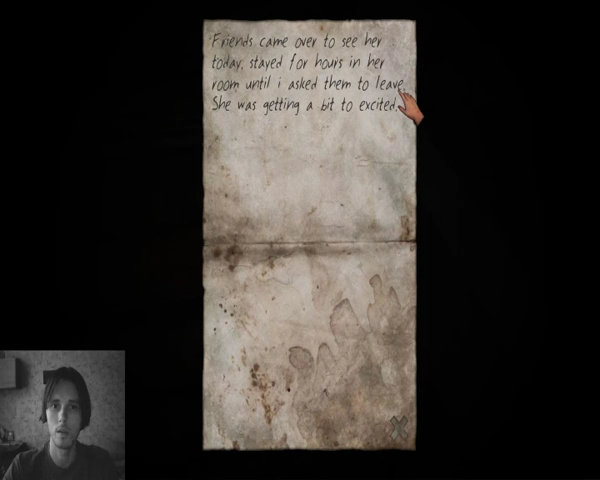 Friends came over to see her
today, stayed for hours in her
room until i asked them to leave.
She was getting a bit to excited.